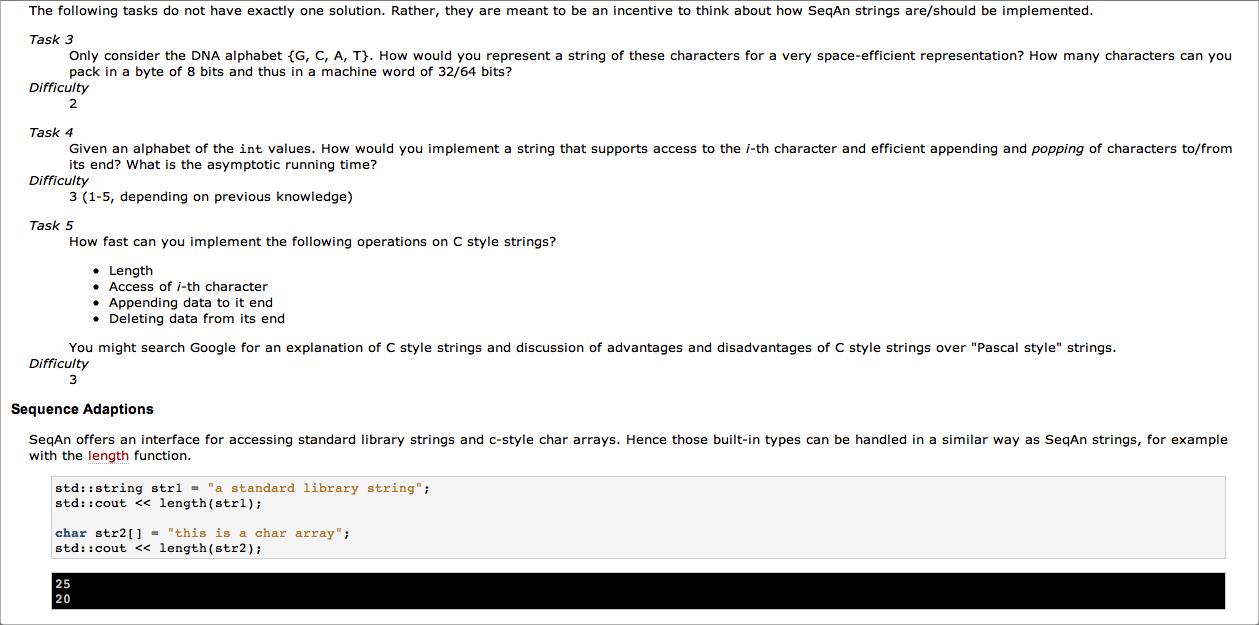 The following tasks do not have exactly one solution. Rather, they are meant to be an incentive to think about how SeqAn strings are/should be implemented.
Task 3
Only consider the DNA alphabet {G, C, A, T}. How would you represent a string of these characters for a very space-efficient representation? How many characters can you
pack in a byte of 8 bits and thus in a machine word of 32/64 bits?
Difficulty
2
Task 4
Given an alphabet of the int values. How would you implement a string that supports access to the i-th character and efficient appending and popping of characters to/from
its end? What is the asymptotic running time?
Difficulty
3 (1-5, depending on previous knowledge)
Task 5
How fast can you implement the following operations on C style strings?
• Length
• Access of i-th character
• Appending data to it end
• Deleting data from its end
You might search Google for an explanation of C style strings and discussion of advantages and disadvantages of C style strings over "Pascal style" strings.
Difficulty
3
Sequence Adaptions
SeqAn offers an interface for accessing standard library strings and c-style char arrays. Hence those built-in types can be handled in a similar way as SeqAn strings, for example
with the length function.
std::string str1 = "a standard library string";
std::cout << length(str1);
char str2[] = "this is a char array";
std::cout << length(str2);
25
20